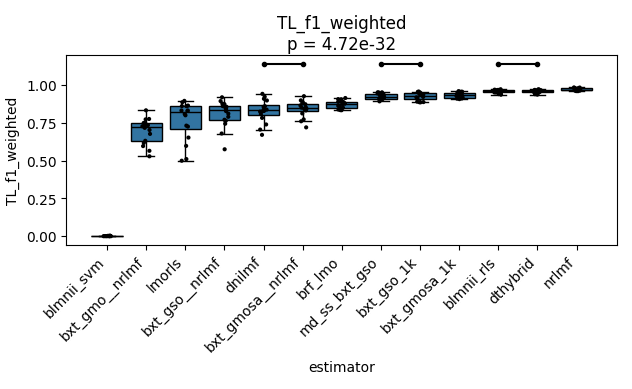 TL_f1_weighted
p = 4.72e-32
TL_f1_weighted
1.00
0.75
0.50
0.25
0.00
blmnii_svm
bxt_gmo__nrlmf
lmorls
bxt_gso__nrlmf
dnilmf
bxt_gmosa__nrlmf
brf_lmo
md_ss_bxt_gso
bxt_gso_1k
bxt_gmosa_1k
blmnii_rls
dthybrid
nrlmf
estimator